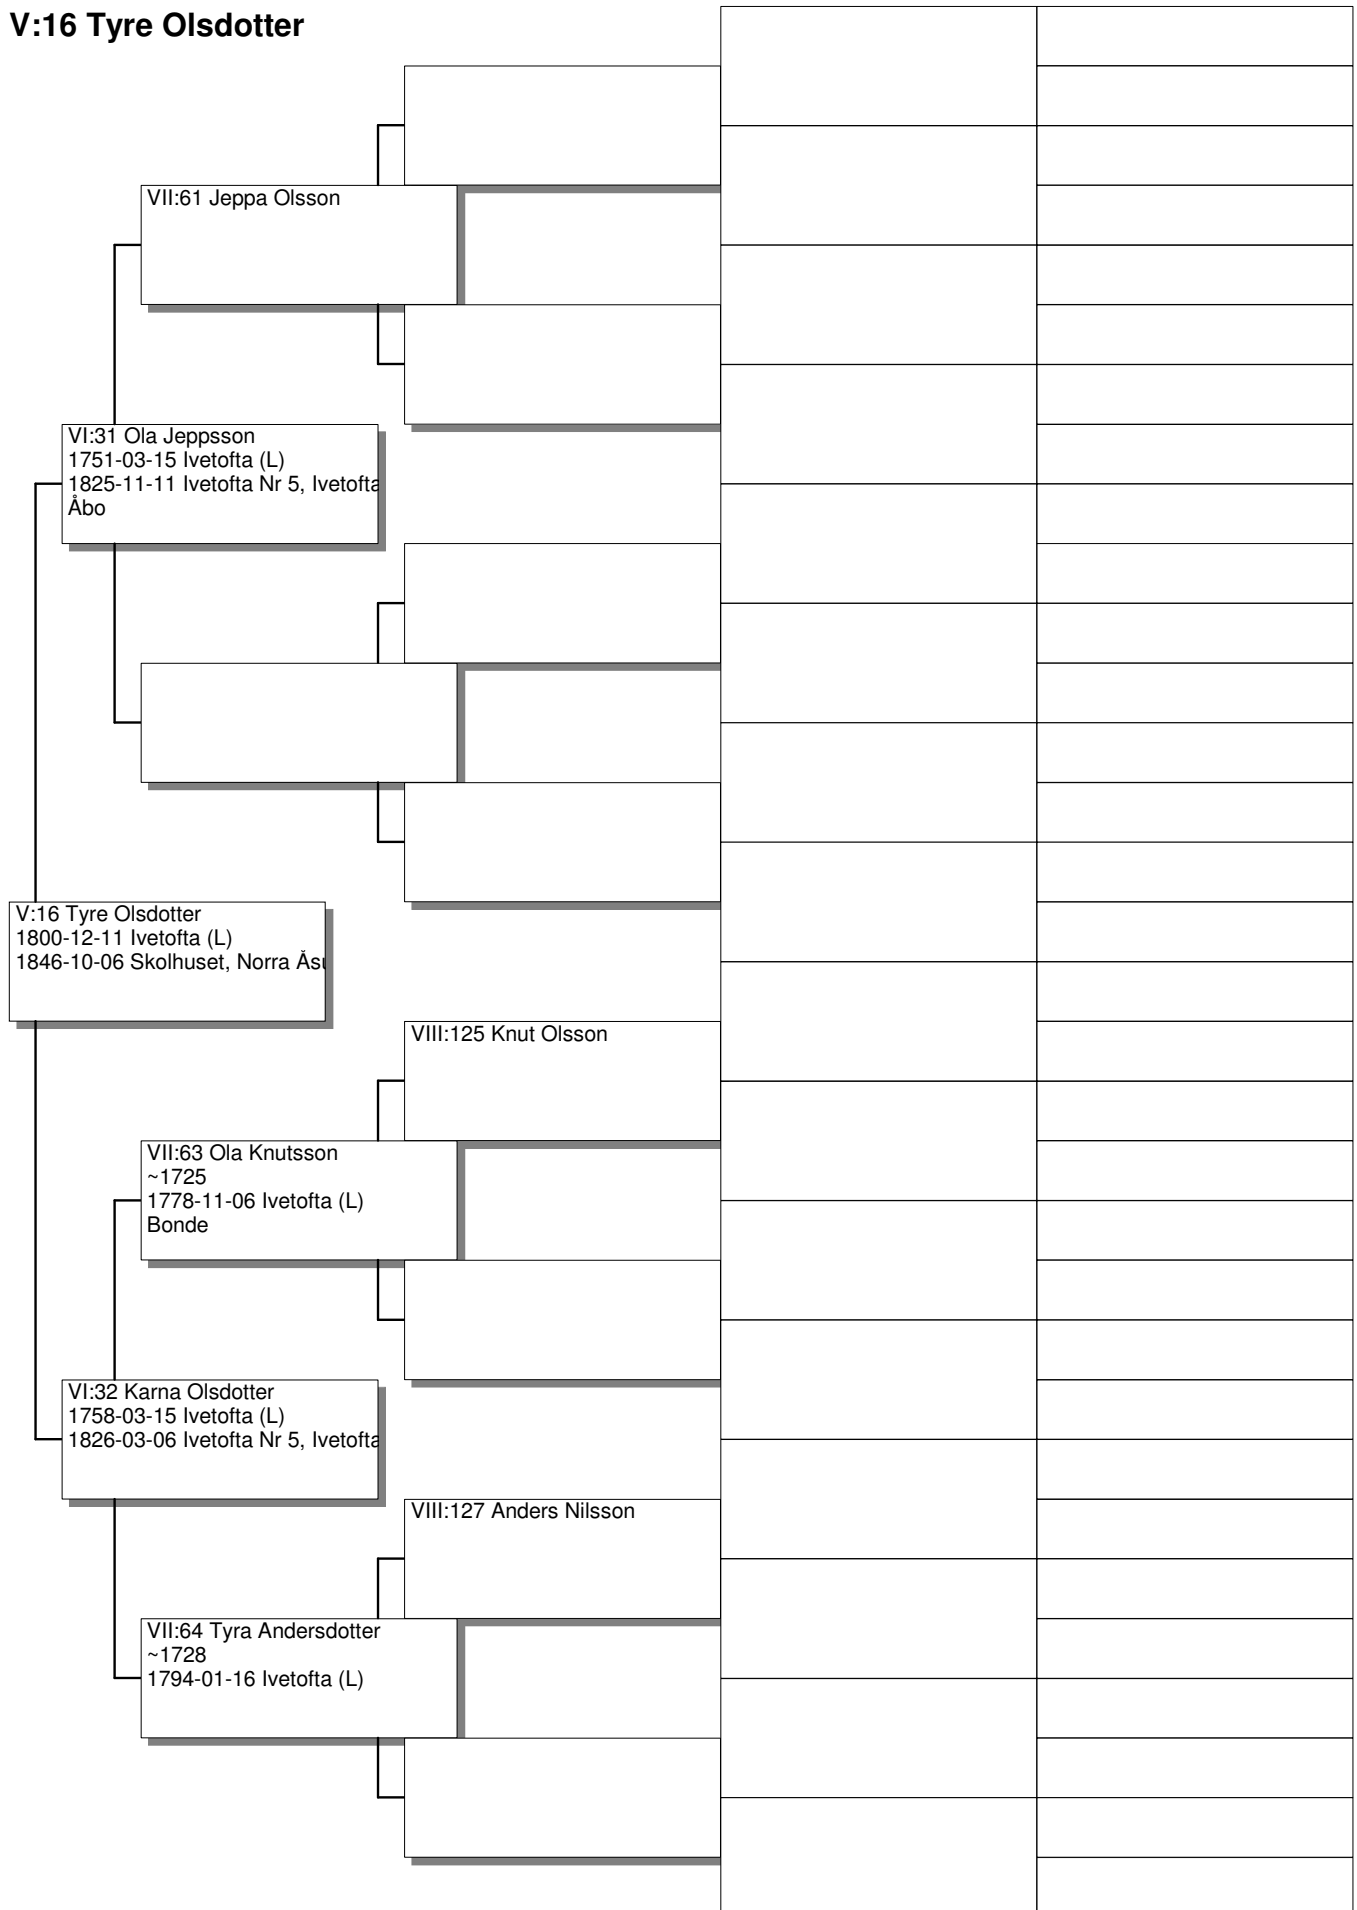 V:16 Tyre Olsdotter
VII:61 Jeppa Olsson
VI:31 Ola Jeppsson
1751-03-15 Ivetofta (L)
1825-11-11 Ivetofta Nr 5, Ivetofta
Åbo
V:16 Tyre Olsdotter
1800-12-11 Ivetofta (L)
1846-10-06 Skolhuset, Norra
VIII:125 Knut Olsson
VII:63 Ola Knutsson
~1725
1778-11-06 Ivetofta (L)
Bonde
VI:32 Karna Olsdotter
1758-03-15 Ivetofta (L)
1826-03-06 Ivetofta Nr 5, Ivetofta
VIII:127 Anders Nilsson
VII:64 Tyra Andersdotter
~1728
1794-01-16 Ivetofta (L)